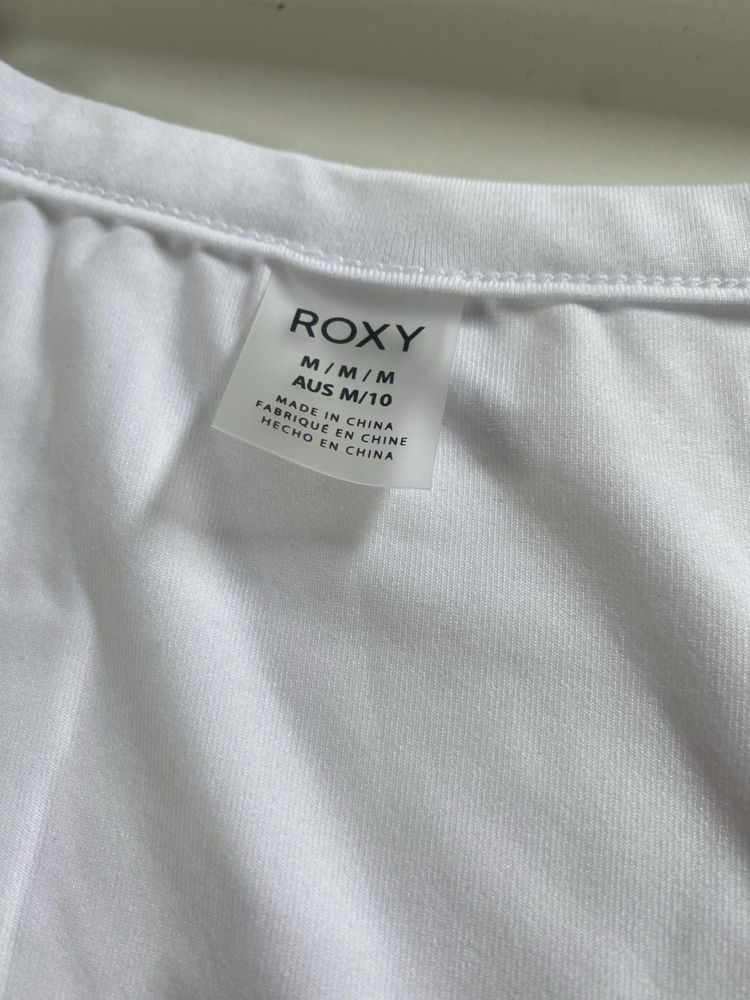 ROXY
M / M / M
AUS M/10
MADE IN CHINA
FABRIQUÉ EN CHINE
HECHO EN CHINA